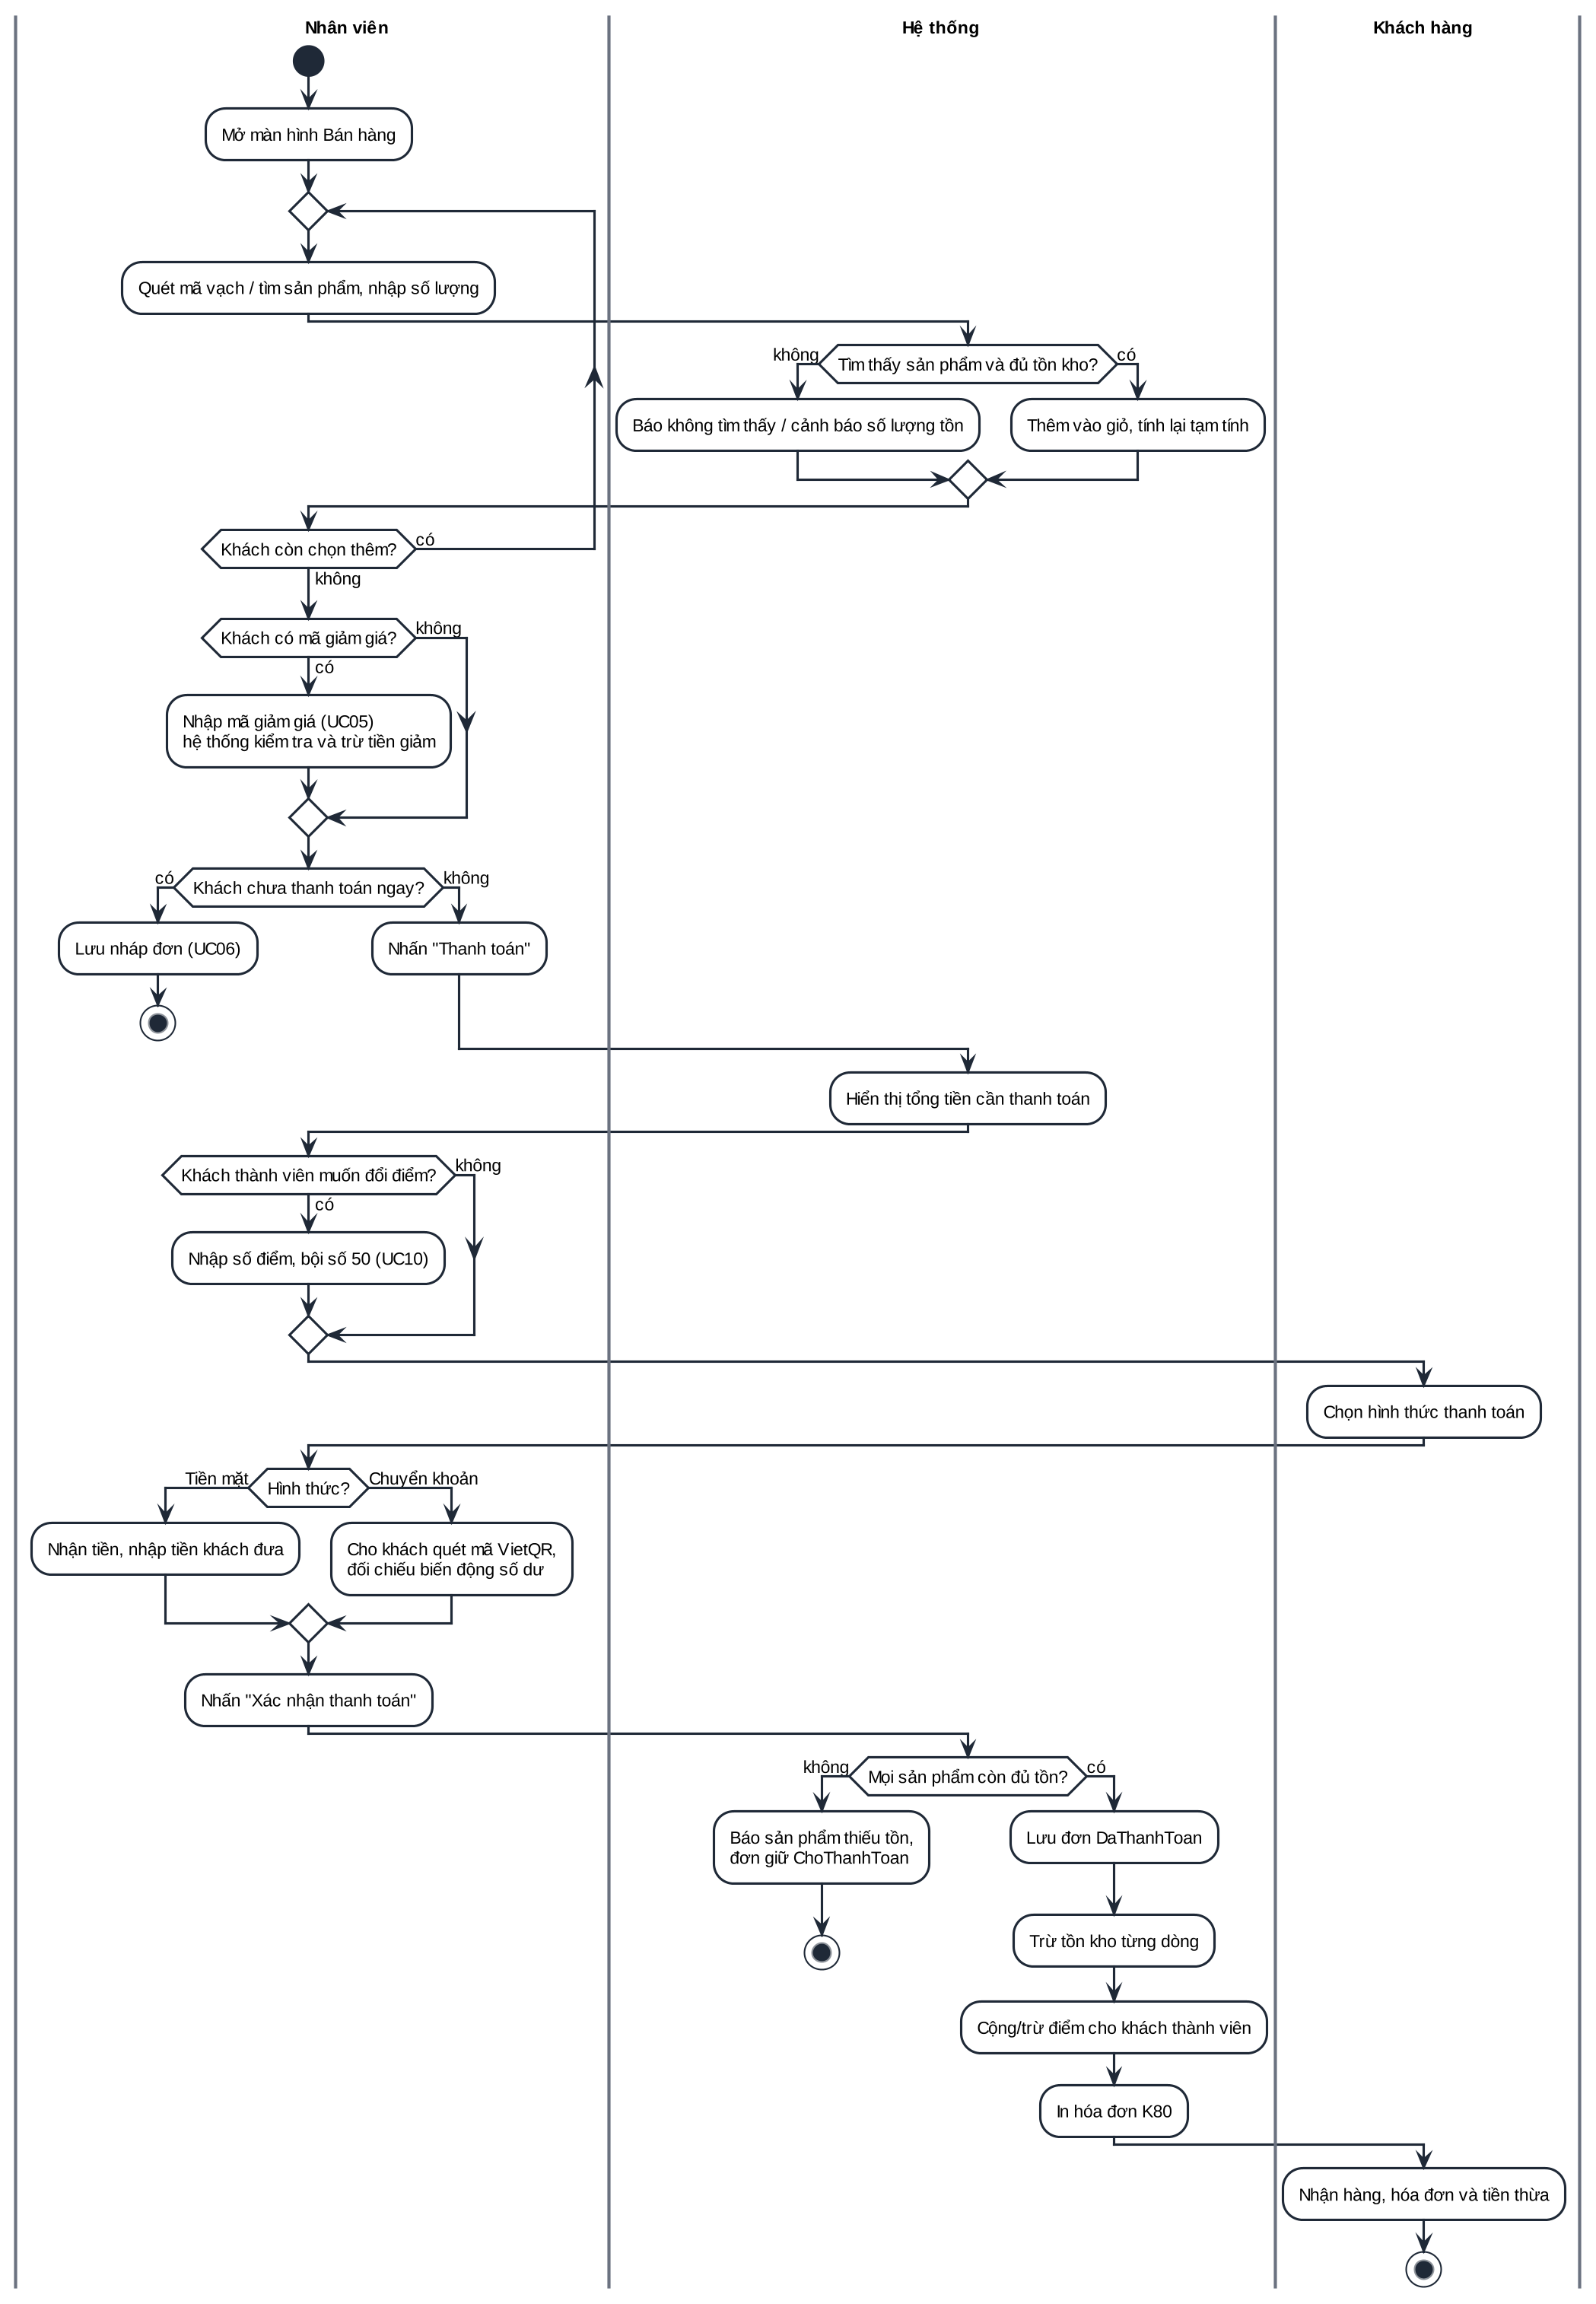 Nhân viên
Hệ thống
Khách hàng
Mở màn hình Bán hàng
Quét mã vạch / tìm sản phẩm, nhập số lượng
không
Tìm thấy sản phẩm và đủ tồn kho?
có
Báo không tìm thấy / cảnh báo số lượng tồn
Thêm vào giỏ, tính lại tạm tính
Khách còn chọn thêm?
có
không
Khách có mã giảm giá?
không
có
Nhập mã giảm giá (UC05)
hệ thống kiểm tra và trừ tiền giảm
có
Khách chưa thanh toán ngay?
không
Lưu nháp đơn (UC06)
Nhấn "Thanh toán"
Hiển thị tổng tiền cần thanh toán
Khách thành viên muốn đổi điểm?
không
có
Nhập số điểm, bội số 50 (UC10)
Chọn hình thức thanh toán
Tiền mặt
Hình thức?
Chuyển khoản
Nhận tiền, nhập tiền khách đưa
Cho khách quét mã VietQR,
đối chiếu biến động số dư
Nhấn "Xác nhận thanh toán"
không
Mọi sản phẩm còn đủ tồn?
có
Báo sản phẩm thiếu tồn,
đơn giữ ChoThanhToan
Lưu đơn DaThanhToan
Trừ tồn kho từng dòng
Cộng/trừ điểm cho khách thành viên
In hóa đơn K80
Nhận hàng, hóa đơn và tiền thừa